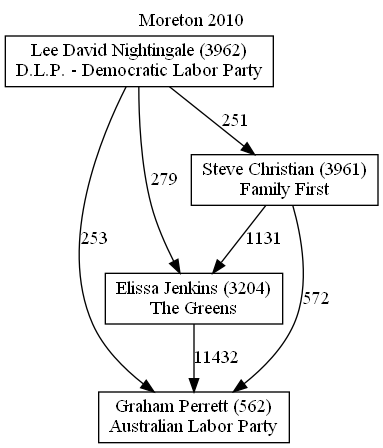 Moreton 2010
Lee David Nightingale (3962)
D.L.P. - Democratic Labor Party
251
Steve Christian (3961)
Family First
279
253
1131
572
Elissa Jenkins (3204)
The Greens
11432
Graham Perrett (562)
Australian Labor Party